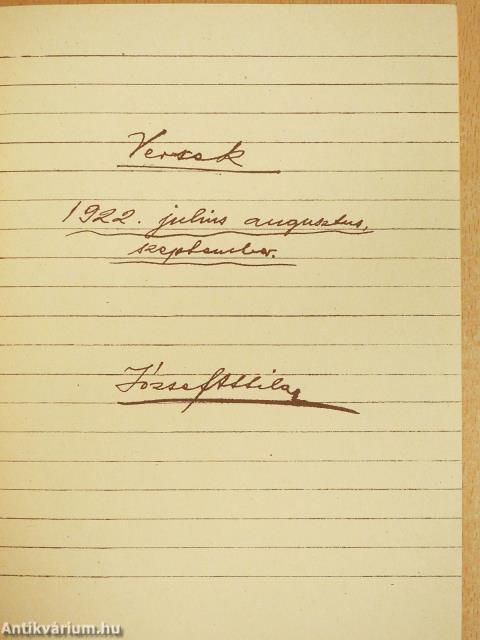 Versek
1922. julius augusztus,
szeptember.
József Attila
Antikvárium.hu